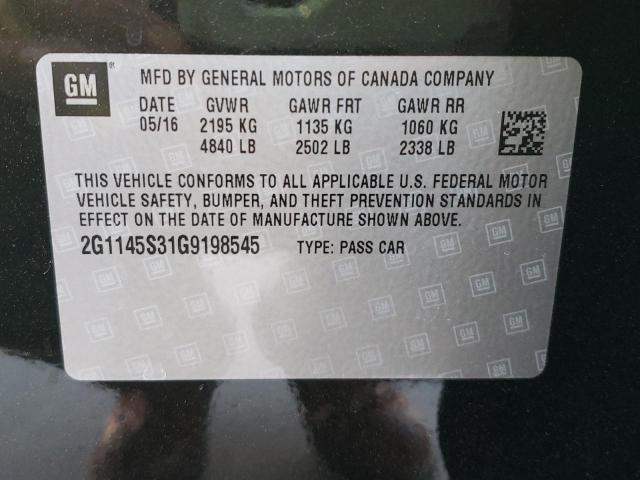 GM ® MFD BY GENERAL MOTORS OF CANADA COMPANY
DATE GVWR GAWR FRT GAWR RR
05/16 2195 KG 1135 KG 1060 KG
4840 LB 2502 LB 2338 LB
THIS VEHICLE CONFORMS TO ALL APPLICABLE U.S. FEDERAL MOTOR
VEHICLE SAFETY, BUMPER, AND THEFT PREVENTION STANDARDS IN
EFFECT ON THE DATE OF MANUFACTURE SHOWN ABOVE.
2G1145S31G9198545 TYPE: PASS CAR